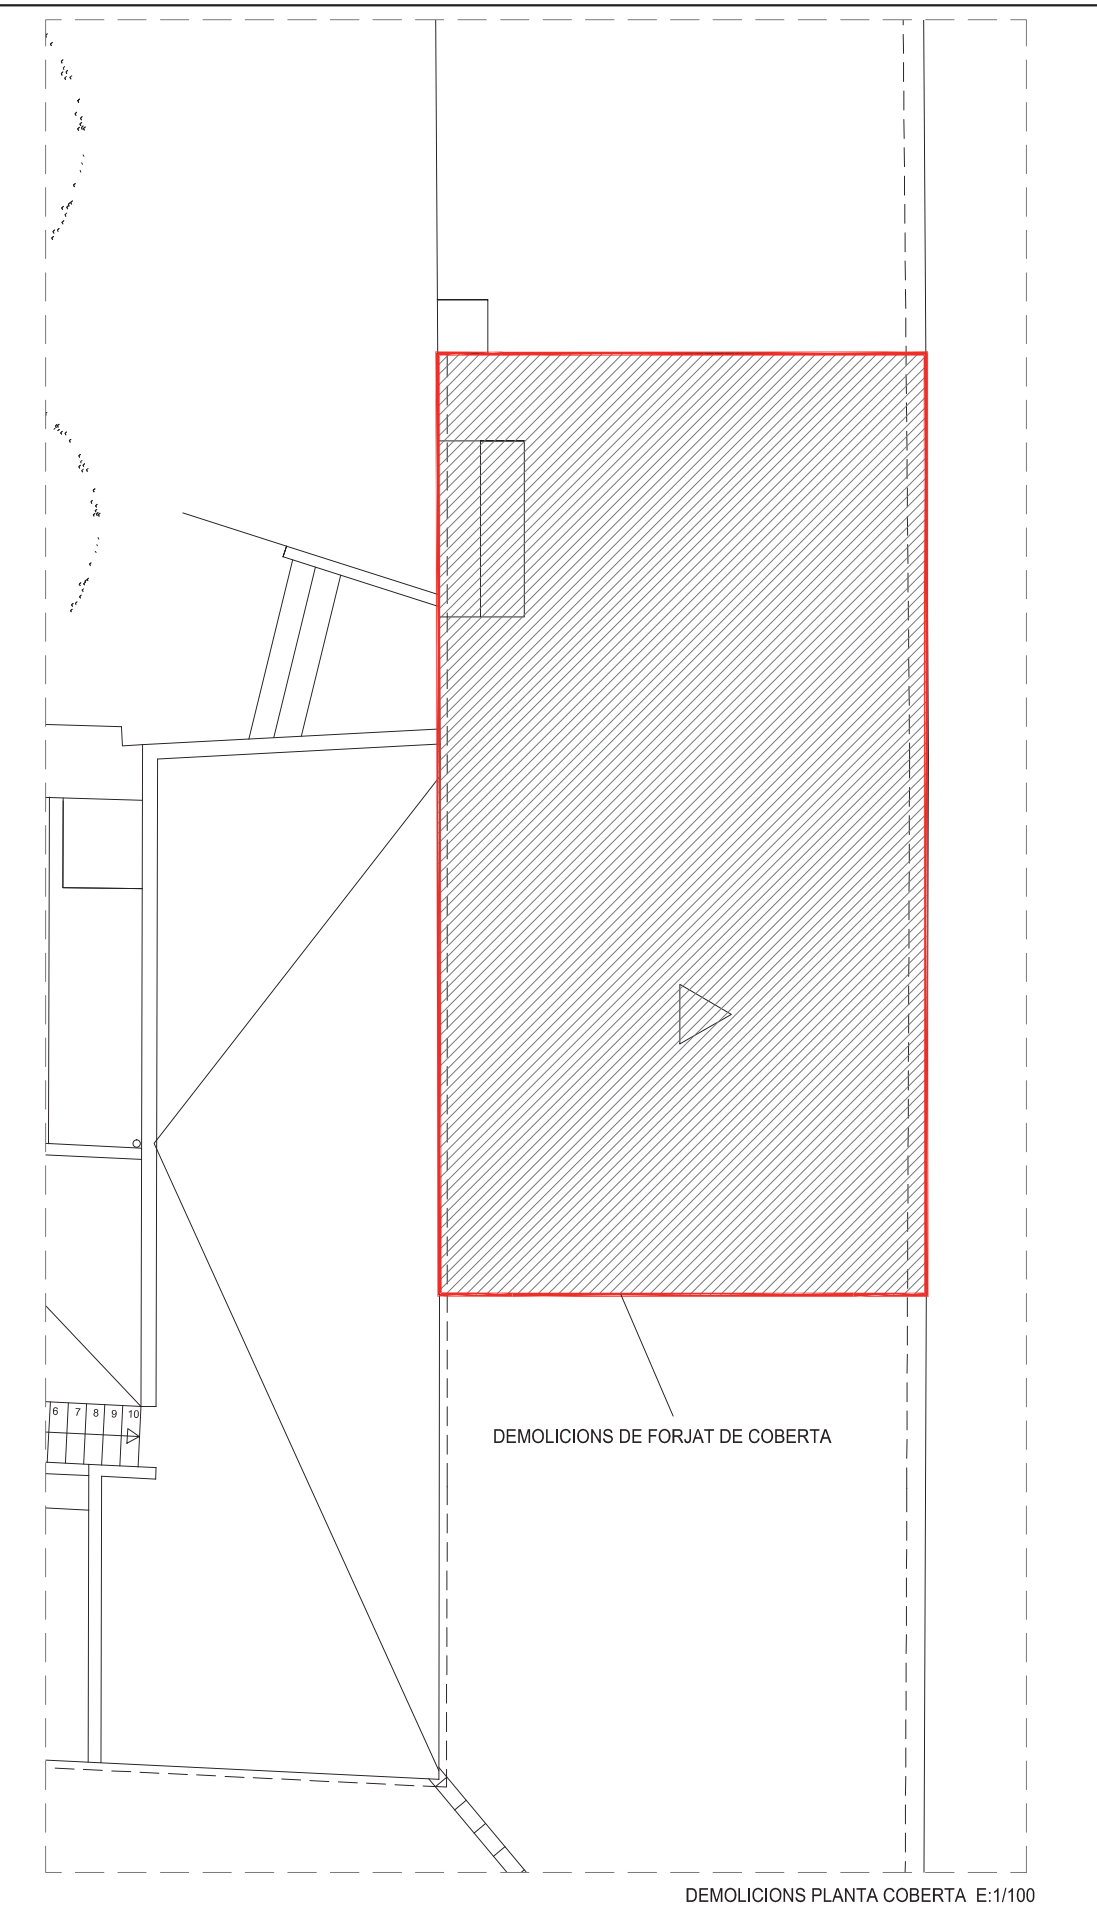 6 7 8 9 10
DEMOLICIONS DE FORJAT DE COBERTA
DEMOLICIONS PLANTA COBERTA E:1/100